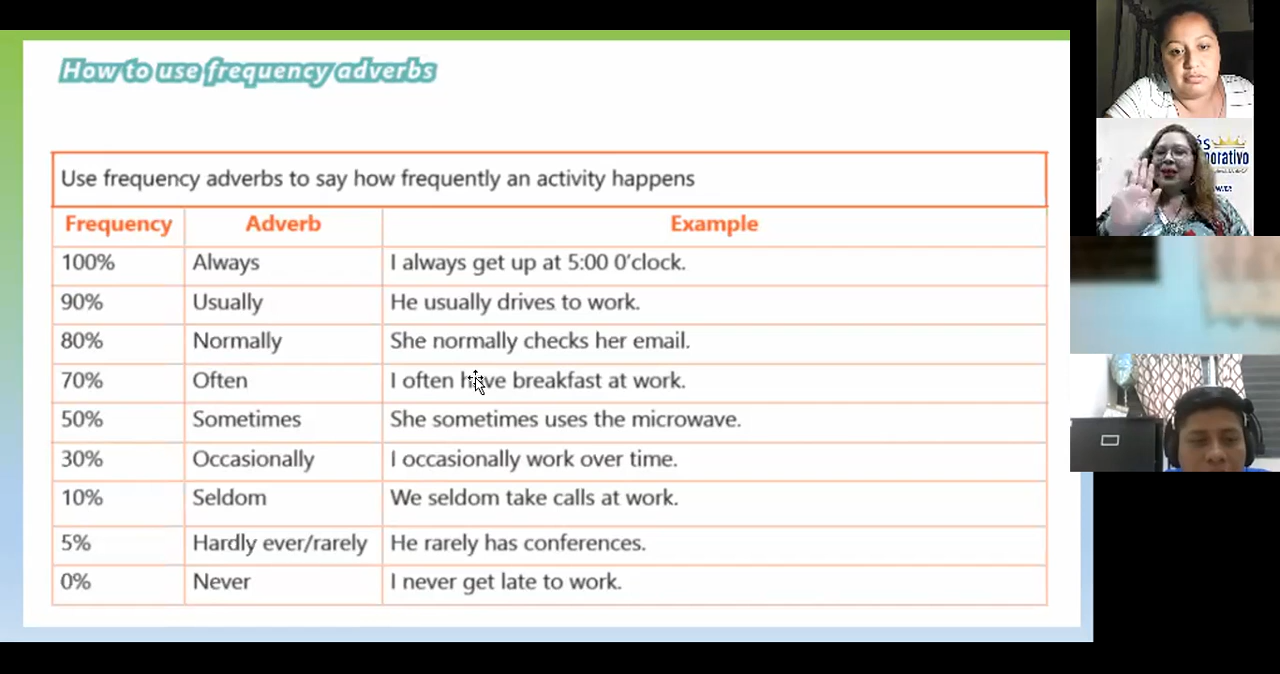 How to use frequency adverbs
Use frequency adverbs to say how frequently an activity happens
Frequency Adverb Example
100% Always I always get up at 5:00 0'clock.
90% Usually He usually drives to work.
80% Normally She normally checks her email.
70% Often I often have breakfast at work.
50% Sometimes She sometimes uses the microwave.
30% Occasionally I occasionally work over time.
10% Seldom We seldom take calls at work.
5% Hardly ever/rarely He rarely has conferences.
0% Never I never get late to work.